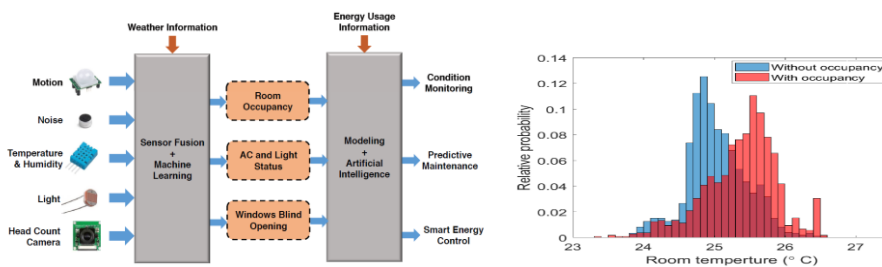 Weather Information
Energy Usage
Information
Motion
Noise
Temperature
& Humidity
Light
Head Count
Camera
Sensor Fusion
+
Machine
Learning
Room
Occupancy
AC and Light
Status
Windows Blind
Opening
Modeling
+
Artificial
Intelligence
Condition
Monitoring
Predictive
Maintenance
Smart Energy
Control
Relative probability
0.14
0.12
0.1
0.08
0.06
0.04
0.02
0
Without occupancy
With occupancy
23
24
25
26
27
Room temperture (° C)